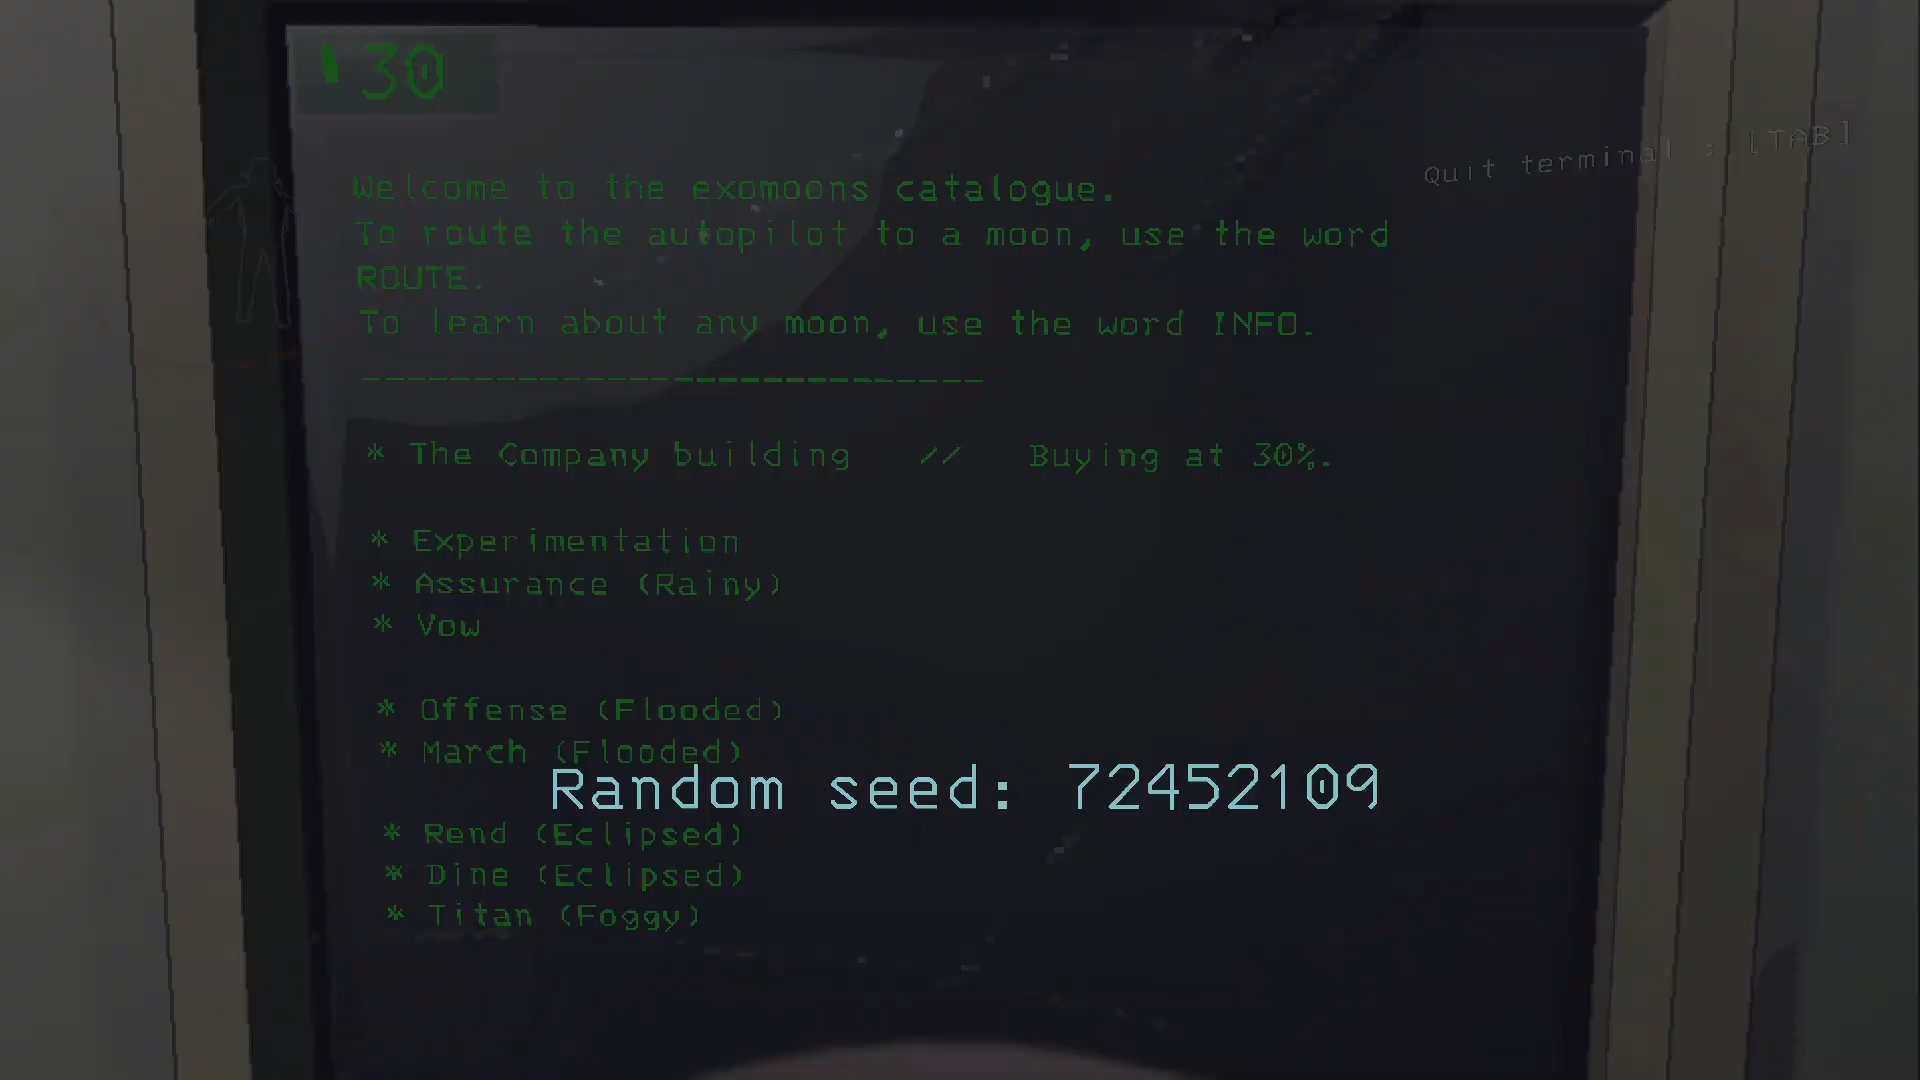 30
Quit terminal : [TAB]
Welcome to the exomoons catalogue.
To route the autopilot to a moon, use the word
ROUTE.
To learn about any moon, use the word INFO.
-----------------------------
* The Company building // Buying at 30%.
* Experimentation
* Assurance (Rainy)
* Vow
* Offense (Flooded)
* March (Flooded)
Random seed: 72452109
* Rend (Eclipsed)
* Dine (Eclipsed)
* Titan (Foggy)